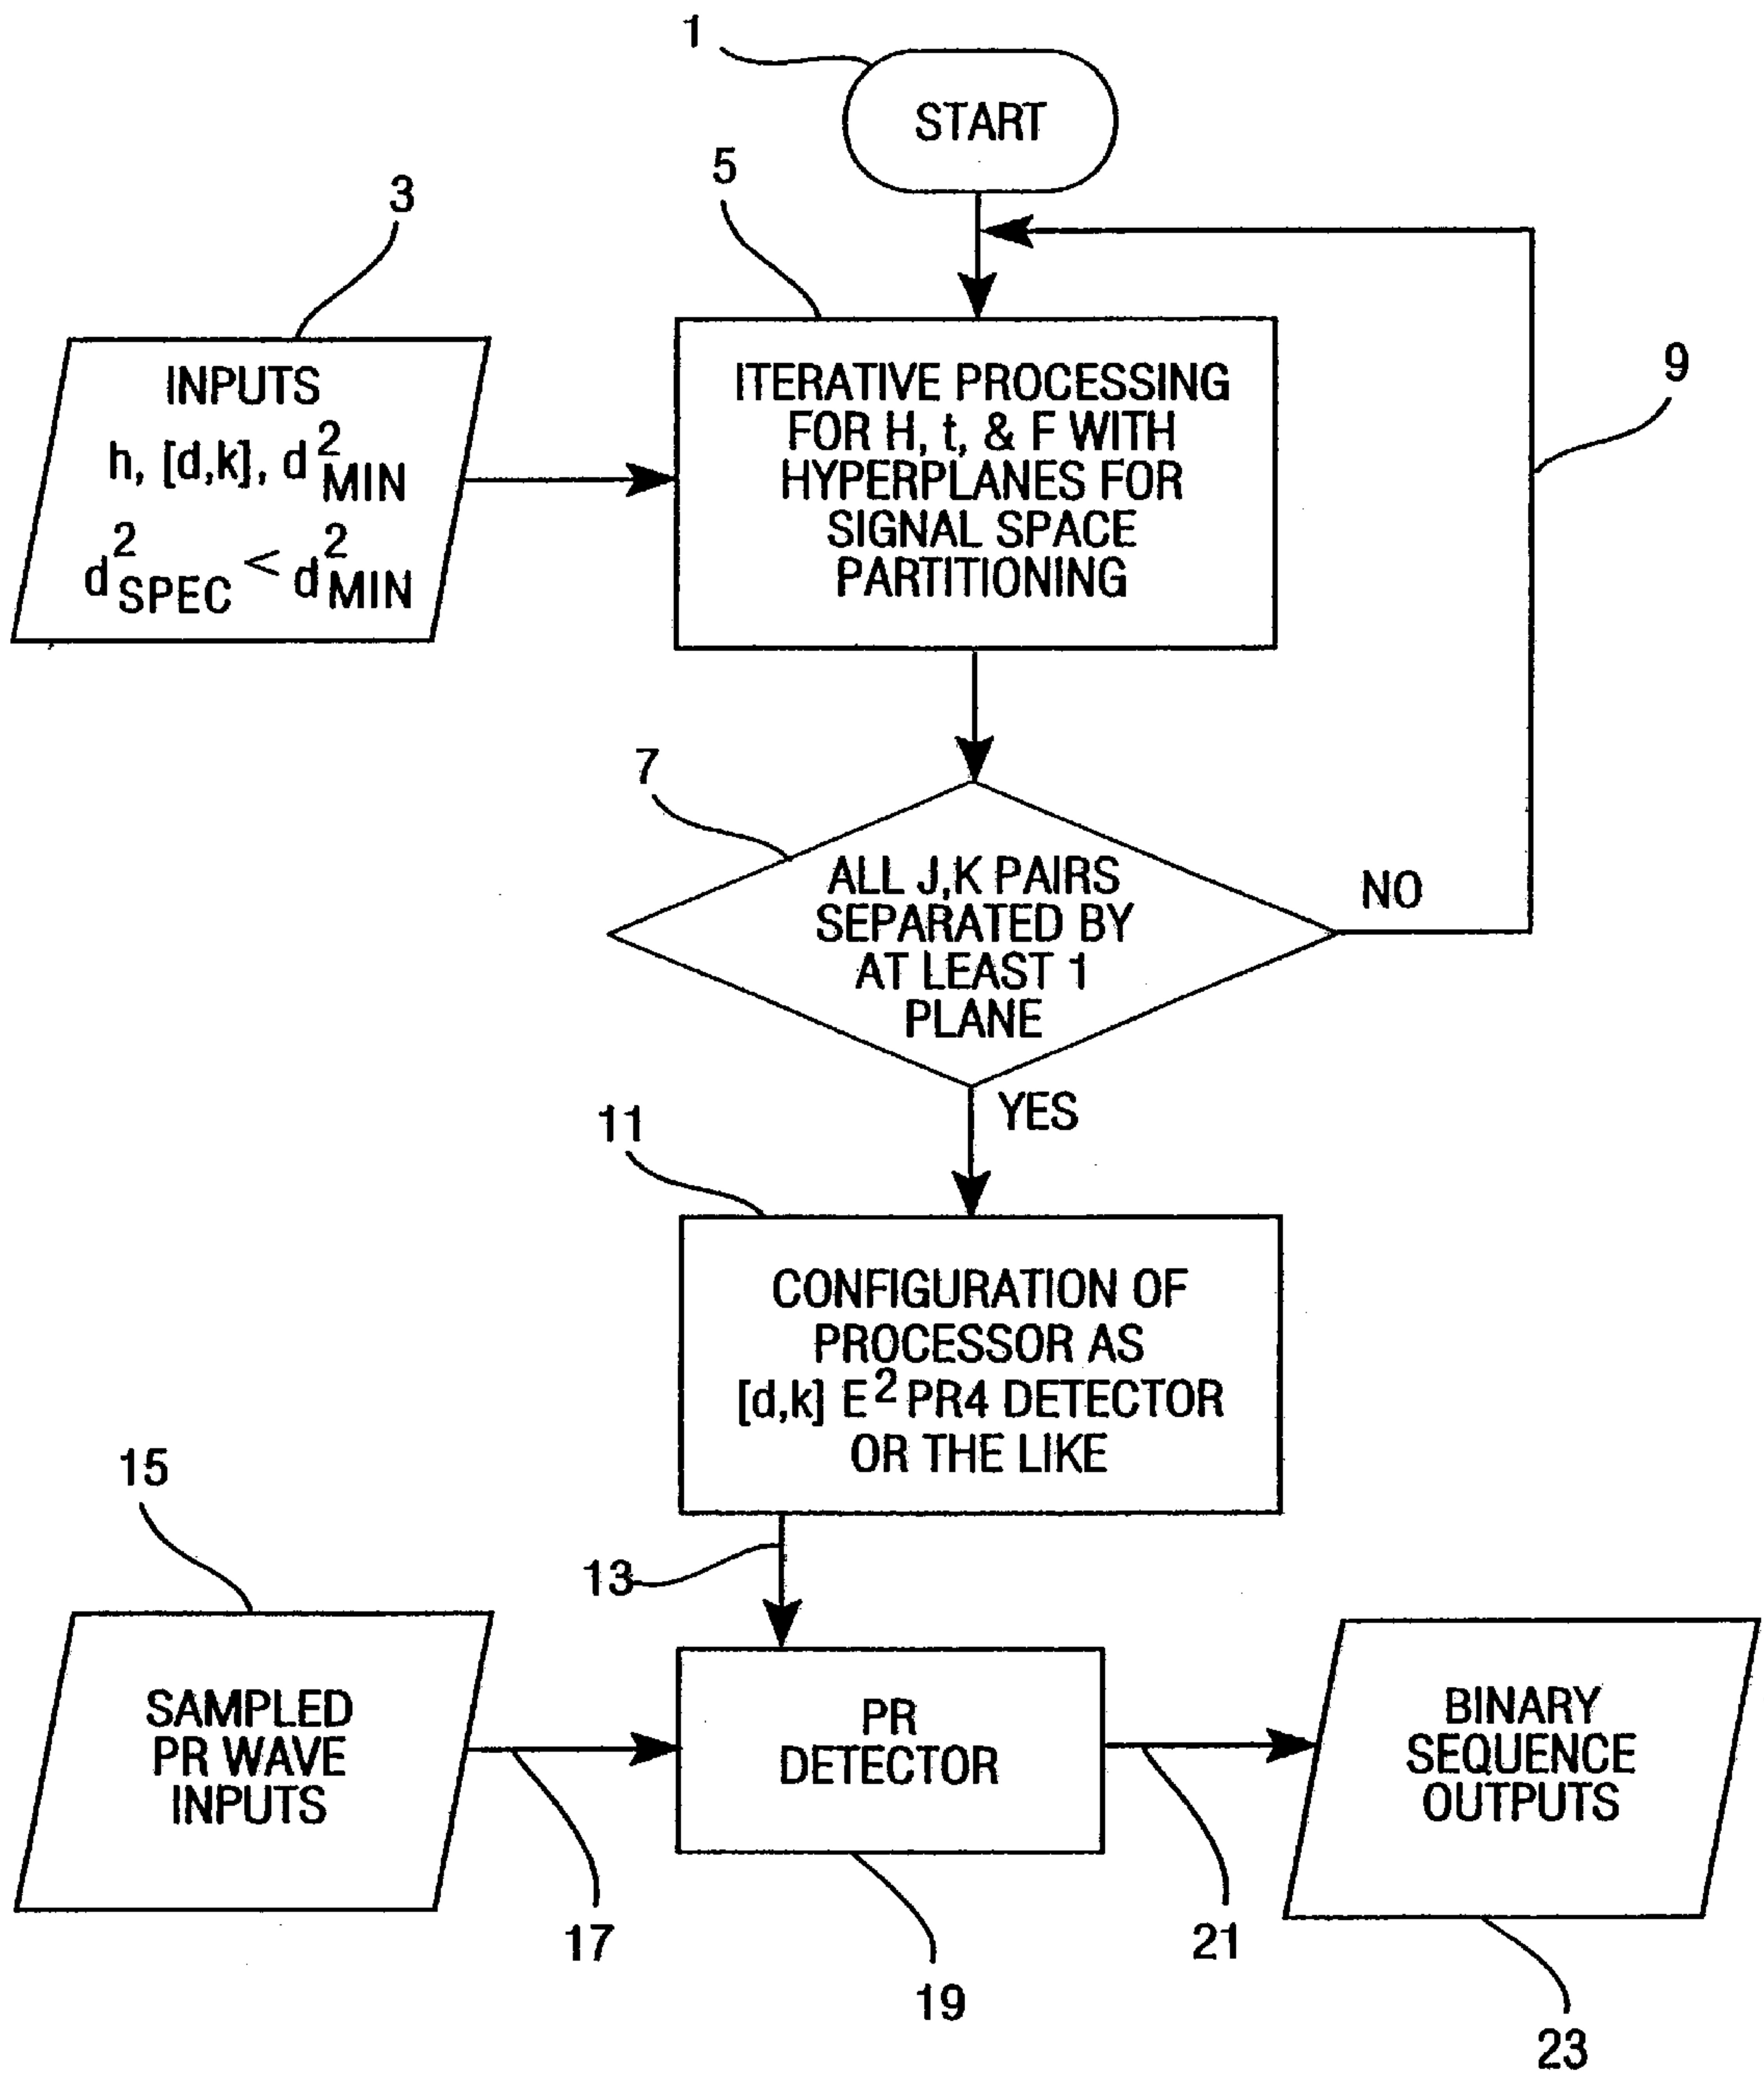 1
START
5
3
INPUTS
h, [d,k], d²MIN
d²SPEC < d²MIN
ITERATIVE PROCESSING
FOR H, t, & F WITH
HYPERPLANES FOR
SIGNAL SPACE
PARTITIONING
9
7
ALL J,K PAIRS
SEPARATED BY
AT LEAST 1
PLANE
NO
YES
11
CONFIGURATION OF
PROCESSOR AS
[d,k] E² PR4 DETECTOR
OR THE LIKE
13
15
SAMPLED
PR WAVE
INPUTS
17
PR
DETECTOR
19
21
BINARY
SEQUENCE
OUTPUTS
23